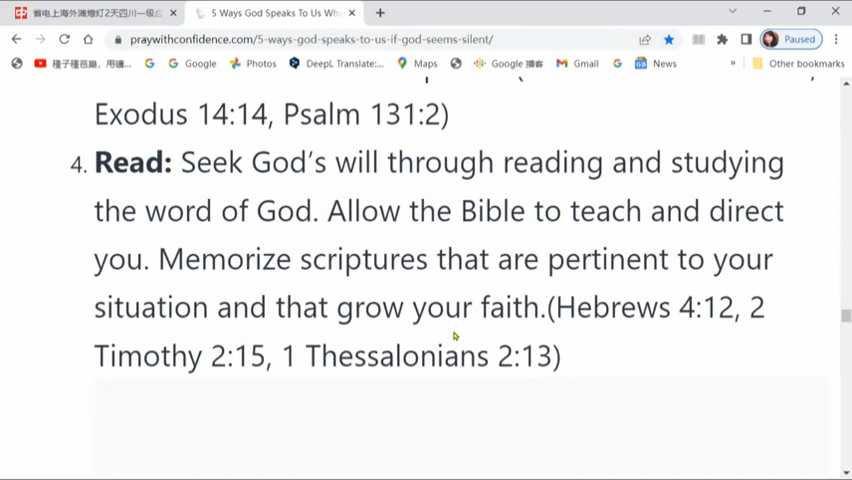 5 Ways God Speaks To Us Wh
praywithconfidence.com/5-ways-god-speaks-to-us-if-god-seems-silent/
Paused
Google
Photos
DeepL Translate:...
Maps
Google 播客
Gmail
News
»
Other bookmarks
Exodus 14:14, Psalm 131:2)
4. Read: Seek God's will through reading and studying
the word of God. Allow the Bible to teach and direct
you. Memorize scriptures that are pertinent to your
situation and that grow your faith.(Hebrews 4:12, 2
Timothy 2:15, 1 Thessalonians 2:13)